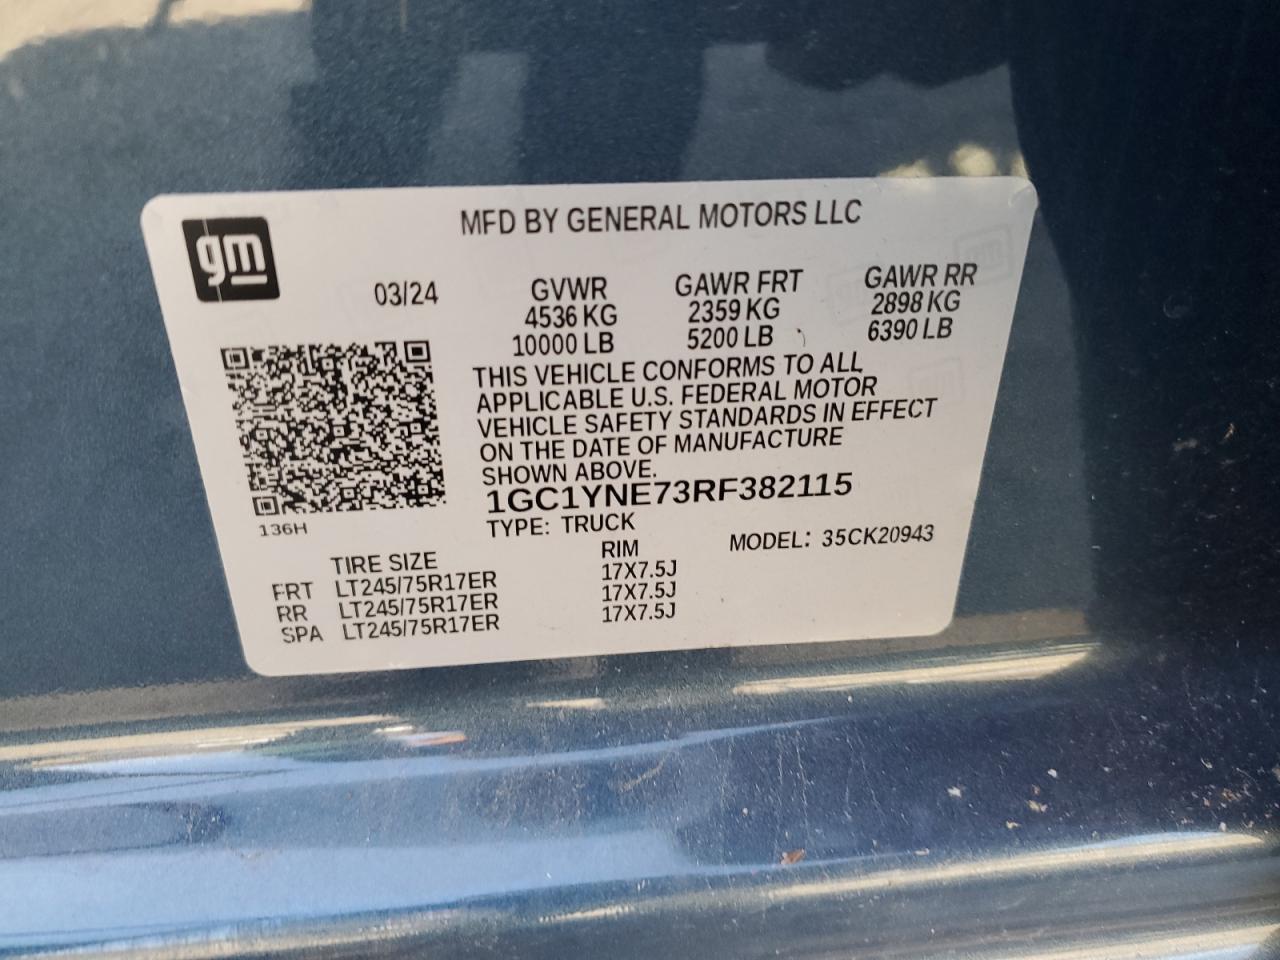 gm
MFD BY GENERAL MOTORS LLC
03/24 GVWR GAWR FRT GAWR RR
4536 KG 2359 KG 2898 KG
10000 LB 5200 LB 6390 LB
THIS VEHICLE CONFORMS TO ALL
APPLICABLE U.S. FEDERAL MOTOR
VEHICLE SAFETY STANDARDS IN EFFECT
ON THE DATE OF MANUFACTURE
SHOWN ABOVE.
1GC1YNE73RF382115
136H
TYPE: TRUCK
MODEL: 35CK20943
TIRE SIZE RIM
FRT LT245/75R17ER 17X7.5J
RR LT245/75R17ER 17X7.5J
SPA LT245/75R17ER 17X7.5J